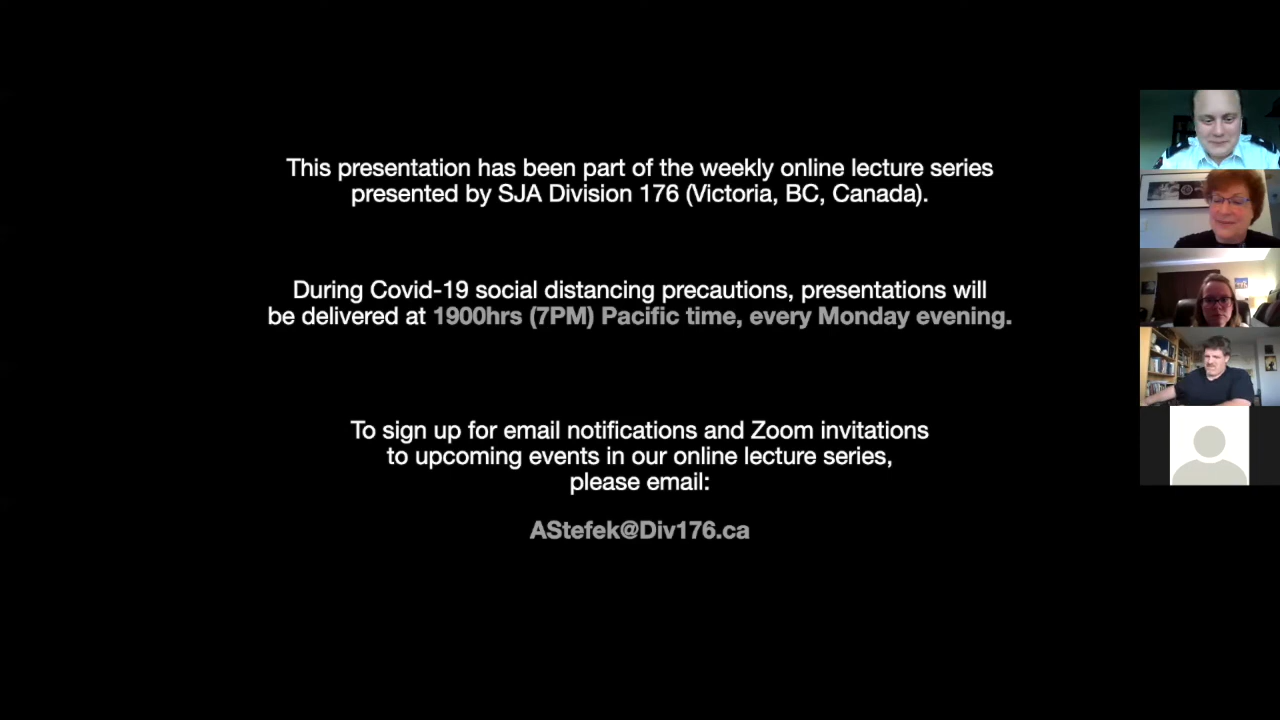 This presentation has been part of the weekly online lecture series
presented by SJA Division 176 (Victoria, BC, Canada).
During Covid-19 social distancing precautions, presentations will
be delivered at 1900hrs (7PM) Pacific time, every Monday evening.
To sign up for email notifications and Zoom invitations
to upcoming events in our online lecture series,
please email:
AStefek@Div176.ca